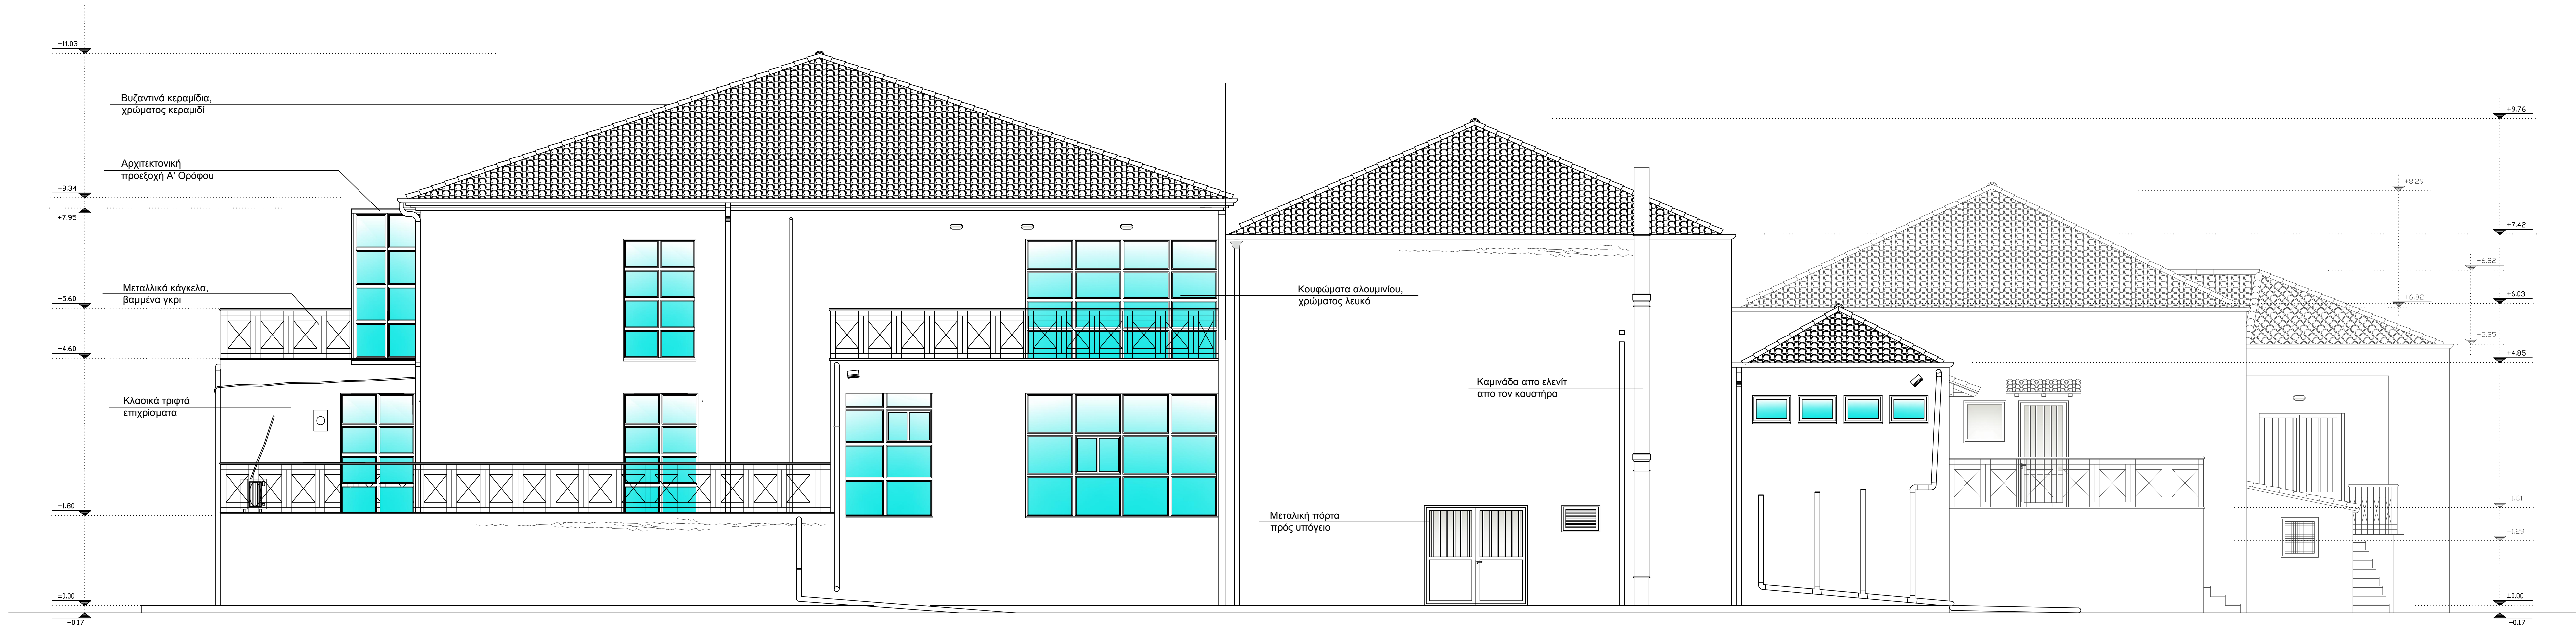 +11.03
Βυζαντινά κεραμίδια,
χρώματος κεραμιδί
+9.76
Αρχιτεκτονική
προεξοχή Α' Ορόφου
+8.34
+8.29
+7.95
+7.42
+6.82
Μεταλλικά κάγκελα,
βαμμένα γκρι
Κουφώματα αλουμινίου,
χρώματος λευκό
+5.60
+6.82
+6.03
+5.25
+4.60
+4.85
Καμινάδα απο ελενίτ
απο τον καυστήρα
Κλασικά τριφτά
επιχρίσματα
+1.80
Μεταλική πόρτα
πρός υπόγειο
+1.61
+1.29
±0.00
±0.00
-0.17
-0.17